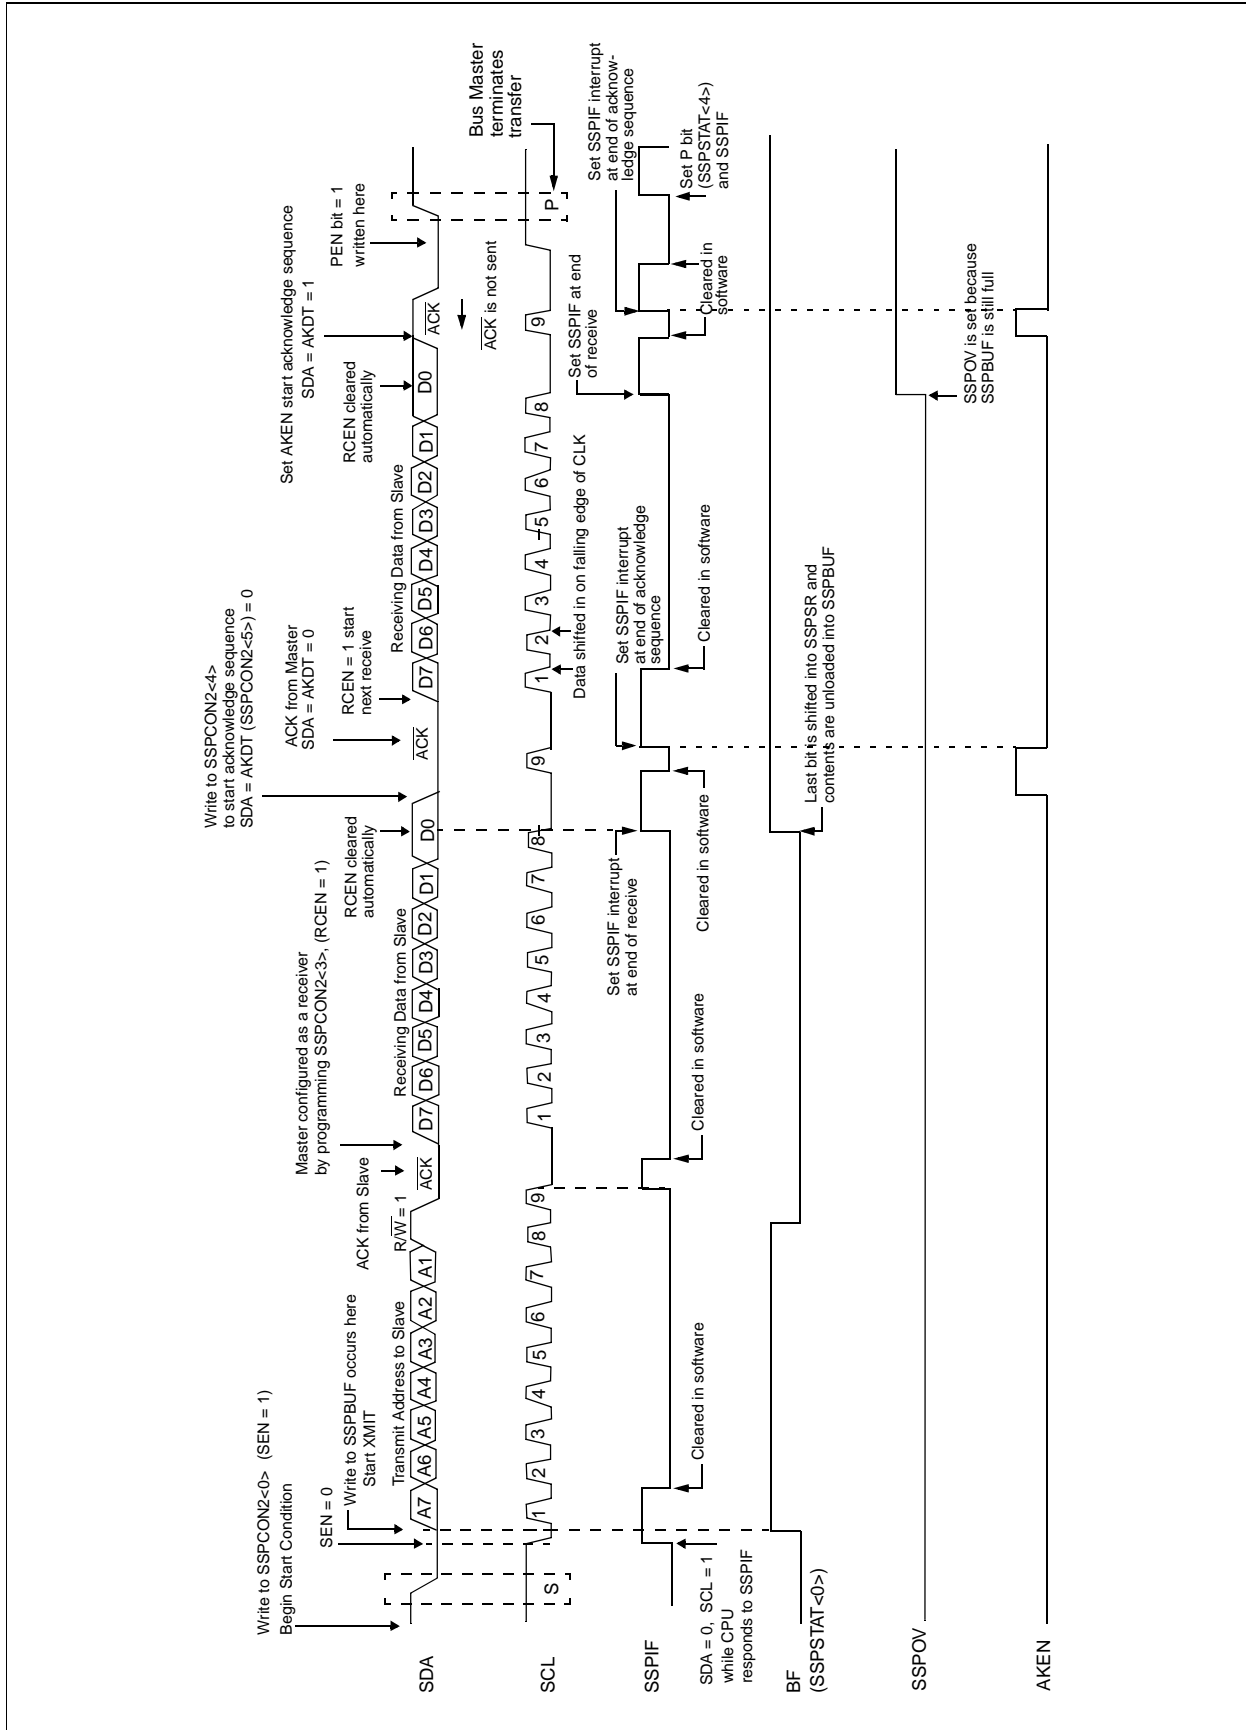 Write to SSPCON2<0> (SEN = 1)
Begin Start Condition
SEN = 0
Write to SSPBUF occurs here
Start XMIT
Transmit Address to Slave
R/W = 1
ACK from Slave
Master configured as a receiver
by programming SSPCON2<3>, (RCEN = 1)
Receiving Data from Slave
RCEN cleared
automatically
Write to SSPCON2<4>
to start acknowledge sequence
SDA = AKDT (SSPCON2<5>) = 0
ACK from Master
SDA = AKDT = 0
RCEN = 1 start
next receive
Receiving Data from Slave
RCEN cleared
automatically
Set AKEN start acknowledge sequence
SDA = AKDT = 1
PEN bit = 1
written here
SDA
A7 A6 A5 A4 A3 A2 A1 ACK D7 D6 D5 D4 D3 D2 D1 D0 ACK D7 D6 D5 D4 D3 D2 D1 D0 ACK
ACK is not sent
Bus Master
terminates
transfer
SCL
S 1 2 3 4 5 6 7 8 9 1 2 3 4 5 6 7 8 9 1 2 3 4 5 6 7 8 9 P
Data shifted in on falling edge of CLK
Set SSPIF interrupt
at end of receive
Set SSPIF interrupt
at end of acknowledge
sequence
Set SSPIF at end
of receive
Set SSPIF interrupt
at end of acknow-
ledge sequence
SSPIF
SDA = 0, SCL = 1
while CPU
responds to SSPIF
Cleared in software
Cleared in software
Cleared in software
Cleared in software
Cleared in
software
Set P bit
(SSPSTAT<4>)
and SSPIF
BF
(SSPSTAT<0>)
Last bit is shifted into SSPSR and
contents are unloaded into SSPBUF
SSPOV
SSPOV is set because
SSPBUF is still full
AKEN